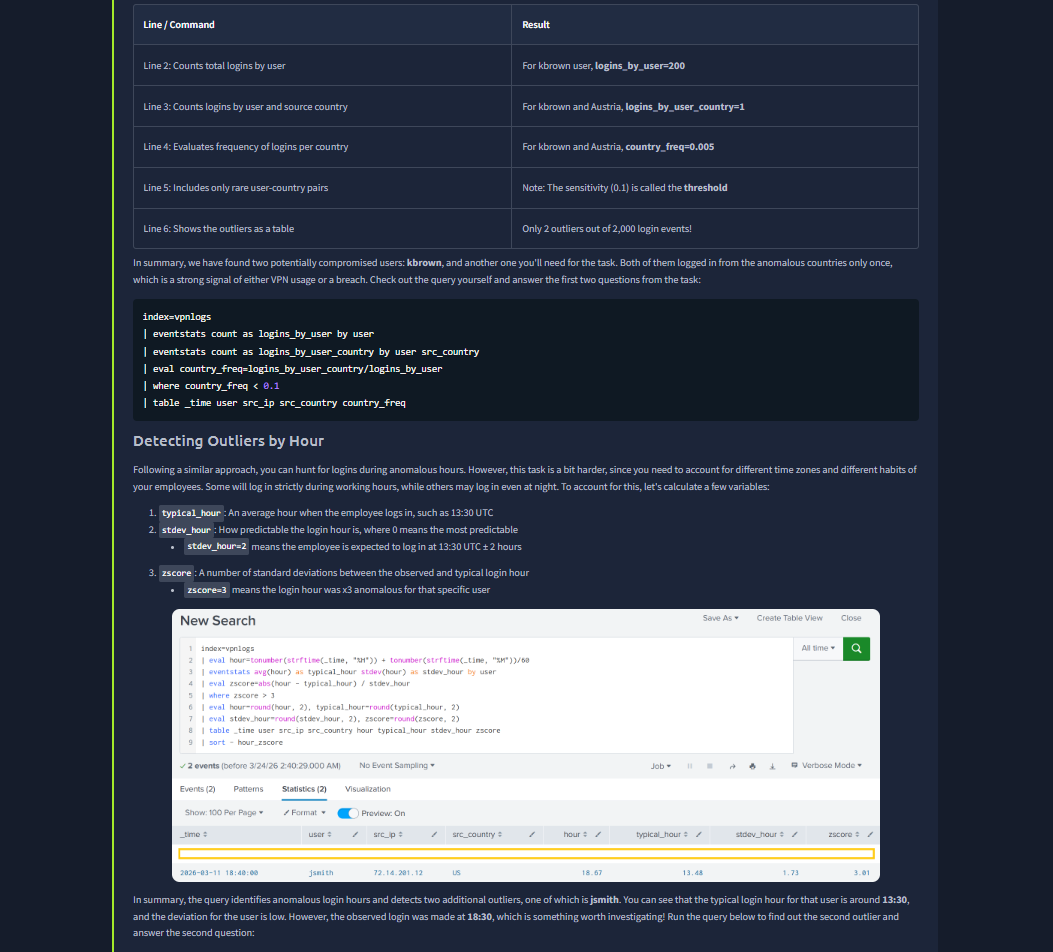 Line / Command
Result
Line 2: Counts total logins by user
For kbrown user, logins_by_user=200
Line 3: Counts logins by user and source country
For kbrown and Austria, logins_by_user_country=1
Line 4: Evaluates frequency of logins per country
For kbrown and Austria, country_freq=0.005
Line 5: Includes only rare user-country pairs
Note: The sensitivity (0.1) is called the threshold
Line 6: Shows the outliers as a table
Only 2 outliers out of 2,000 login events!
In summary, we have found two potentially compromised users: kbrown, and another one you'll need for the task. Both of them logged in from the anomalous countries only once,
which is a strong signal of either VPN usage or a breach. Check out the query yourself and answer the first two questions from the task:
index=vpnlogs
| eventstats count as logins_by_user by user
| eventstats count as logins_by_user_country by user src_country
| eval country_freq=logins_by_user_country/logins_by_user
| where country_freq < 0.1
| table _time user src_ip src_country country_freq
Detecting Outliers by Hour
Following a similar approach, you can hunt for logins during anomalous hours. However, this task is a bit harder, since you need to account for different time zones and different habits of
your employees. Some will log in strictly during working hours, while others may log in even at night. To account for this, let's calculate a few variables:
1. typical_hour : An average hour when the employee logs in, such as 13:30 UTC
2. stdev_hour : How predictable the login hour is, where 0 means the most predictable
• stdev_hour=2 means the employee is expected to log in at 13:30 UTC ± 2 hours
3. zscore : A number of standard deviations between the observed and typical login hour
• zscore=3 means the login hour was x3 anomalous for that specific user
New Search
Save As ▾ Create Table View Close
1 index=vpnlogs
All time ▾
2 | eval hour=tonumber(strftime(_time, "%H")) + tonumber(strftime(_time, "%M"))/60
3 | eventstats avg(hour) as typical_hour stdev(hour) as stdev_hour by user
4 | eval zscore=abs(hour - typical_hour) / stdev_hour
5 | where zscore > 3
6 | eval hour=round(hour, 2), typical_hour=round(typical_hour, 2)
7 | eval stdev_hour=round(stdev_hour, 2), zscore=round(zscore, 2)
8 | table _time user src_ip src_country hour typical_hour stdev_hour zscore
9 | sort - hour_zscore
✓ 2 events (before 3/24/26 2:40:29.000 AM) No Event Sampling ▾ Job ▾ Verbose Mode ▾
Events (2) Patterns Statistics (2) Visualization
Show: 100 Per Page ▾ Format ▾ Preview: On
_time user src_ip src_country hour typical_hour stdev_hour zscore
2026-03-11 18:40:00 jsmith 72.14.201.12 US 18.67 13.48 1.73 3.01
In summary, the query identifies anomalous login hours and detects two additional outliers, one of which is jsmith. You can see that the typical login hour for that user is around 13:30,
and the deviation for the user is low. However, the observed login was made at 18:30, which is something worth investigating! Run the query below to find out the second outlier and
answer the second question: